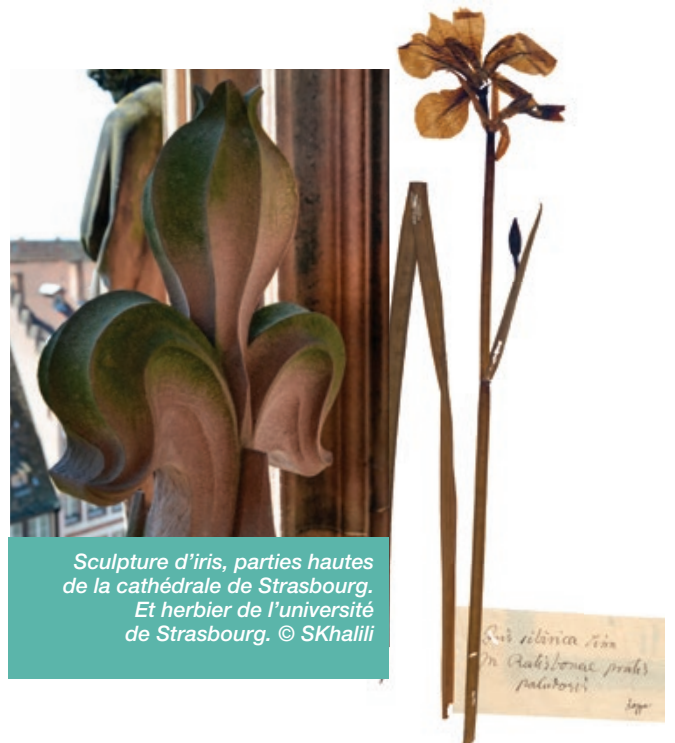 Sculpture d’iris, parties hautes
de la cathédrale de Strasbourg.
Et herbier de l’université
de Strasbourg. © SKhalili
Iris sibirica Linn
In Ratisbonae pratis
paludosis